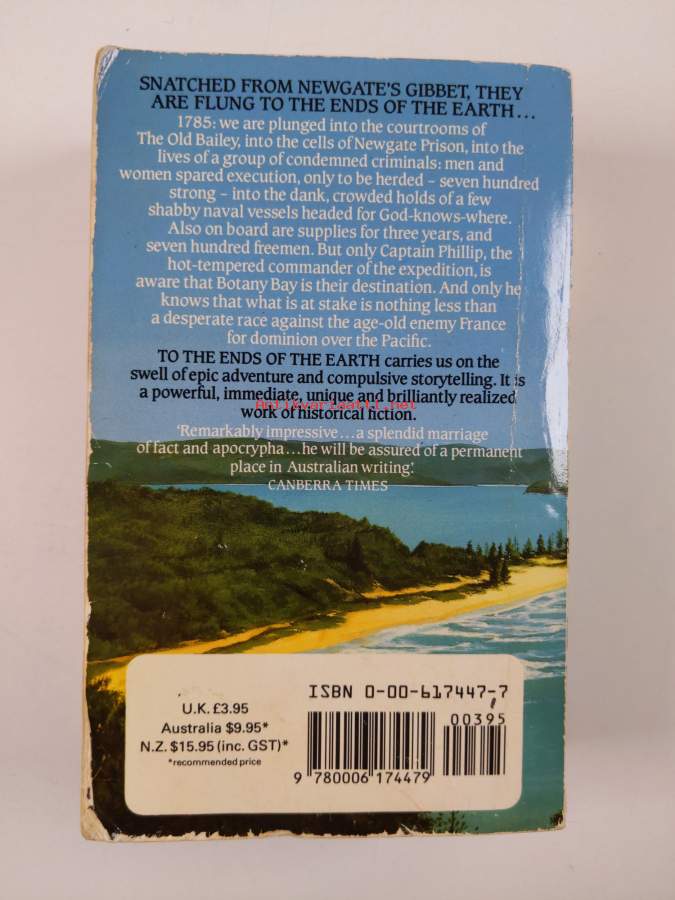 SNATCHED FROM NEWGATE'S GIBBET, THEY
ARE FLUNG TO THE ENDS OF THE EARTH...
1785: we are plunged into the courtrooms of
The Old Bailey, into the cells of Newgate Prison, into the
lives of a group of condemned criminals: men and
women spared execution, only to be herded – seven hundred
strong – into the dank, crowded holds of a few
shabby naval vessels headed for God-knows-where.
Also on board are supplies for three years, and
seven hundred freemen. But only Captain Phillip, the
hot-tempered commander of the expedition, is
aware that Botany Bay is their destination. And only he
knows that what is at stake is nothing less than
a desperate race against the age-old enemy France
for dominion over the Pacific.
TO THE ENDS OF THE EARTH carries us on the
swell of epic adventure and compulsive storytelling. It is
a powerful, immediate, unique and brilliantly realized
Antikvariaatti.net
work of historical fiction.
'Remarkably impressive...a splendid marriage
of fact and apocrypha...he will be assured of a permanent
place in Australian writing'.
CANBERRA TIMES
U.K. £3.95
Australia $9.95*
N.Z. $15.95 (inc. GST)*
*recommended price
ISBN 0-00-617447-7
00395
9 780006 174479